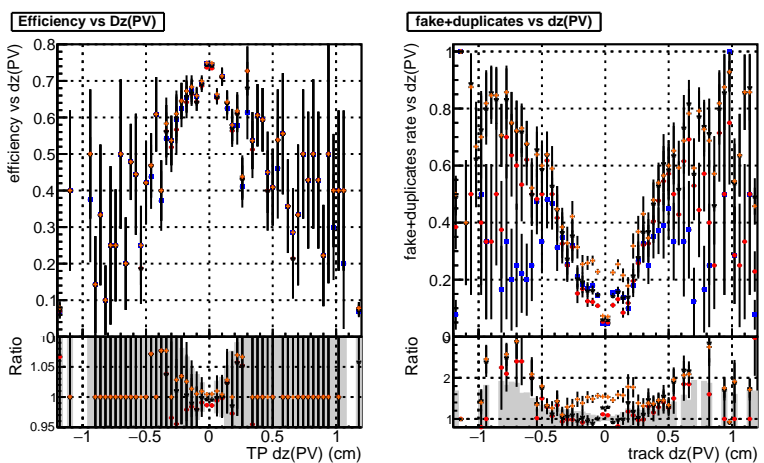 Efficiency vs Dz(PV)
efficiency vs dz(PV)
0.8
0.7
0.6
0.5
0.4
0.3
0.2
0.1
0
Ratio
1.05
1
0.95
−1 −0.5 0 0.5 1
TP dz(PV) (cm)
fake+duplicates vs dz(PV)
fake+duplicates rate vs dz(PV)
1
0.8
0.6
0.4
0.2
Ratio
2
1
−1 −0.5 0 0.5 1
track dz(PV) (cm)